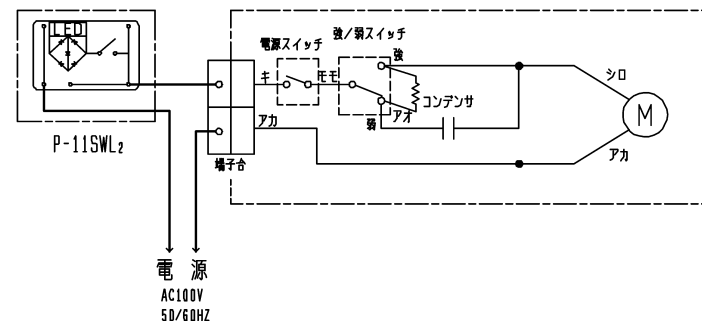 LED
P-11SWL₂
電源スイッチ
強/弱スイッチ
強
キ
モモ
コンデンサ
アオ
弱
アカ
端子台
シロ
M
アカ
電源
AC100V
50/60HZ